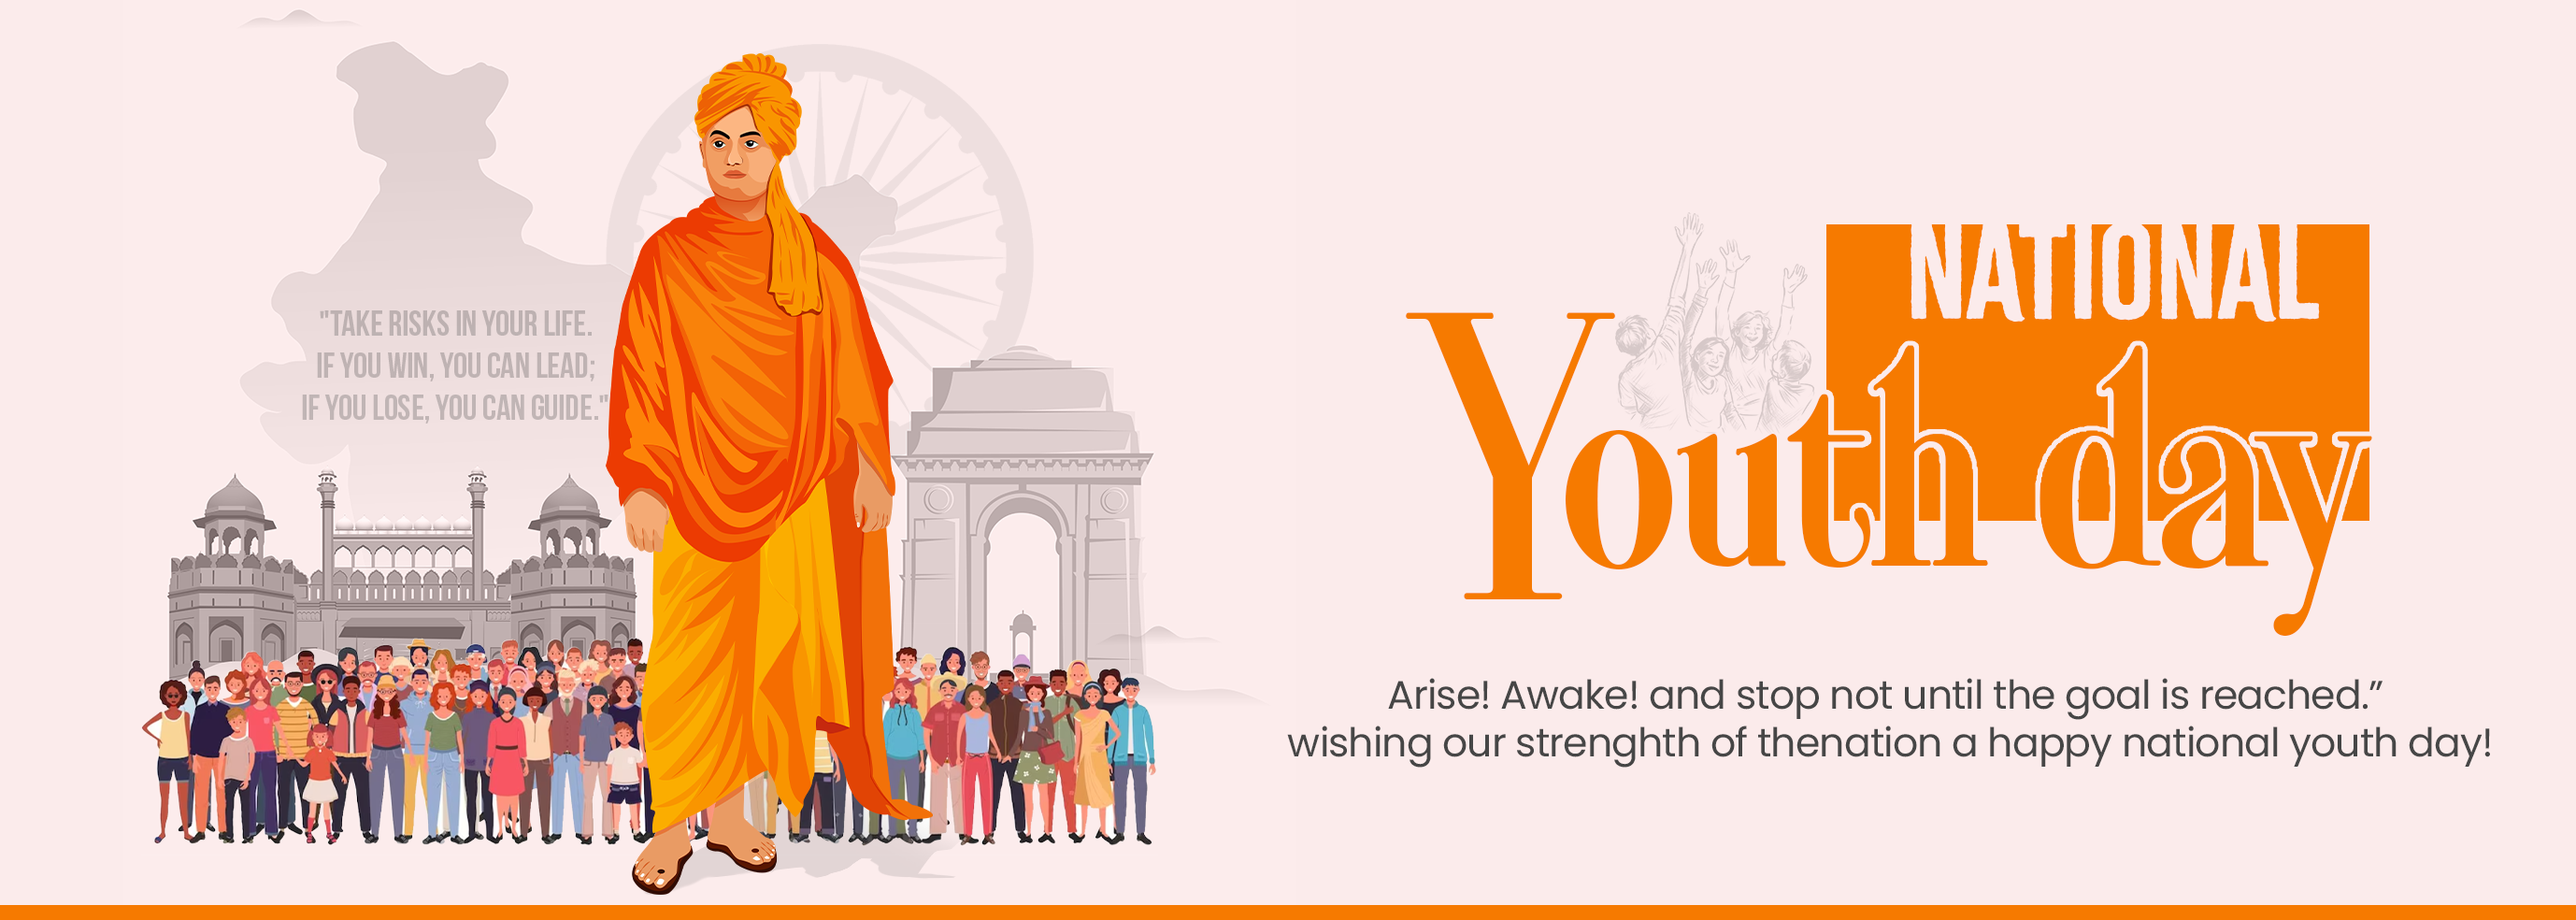 "TAKE RISKS IN YOUR LIFE.
IF YOU WIN, YOU CAN LEAD;
IF YOU LOSE, YOU CAN GUIDE."
NATIONAL
Youth day
Arise! Awake! and stop not until the goal is reached.”
wishing our strenghth of thenation a happy national youth day!